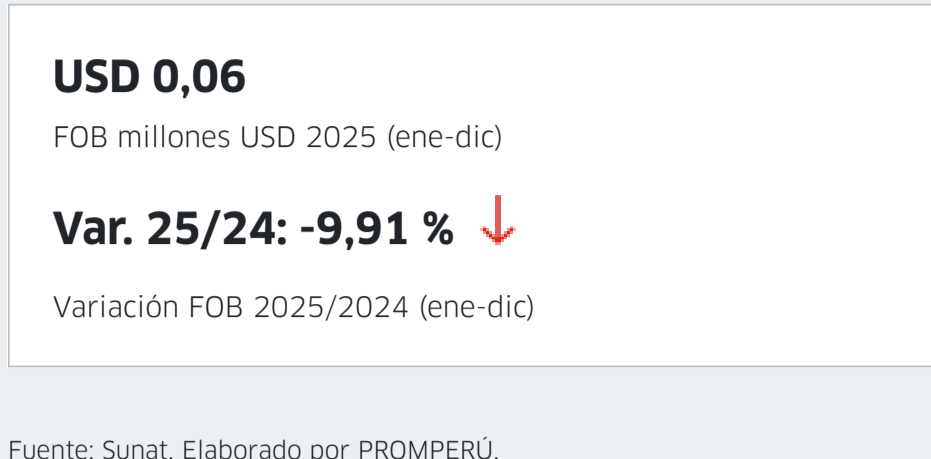 USD 0,06
FOB millones USD 2025 (ene-dic)
Var. 25/24: -9,91 %
Variación FOB 2025/2024 (ene-dic)
Fuente: Sunat. Elaborado por PROMPERÚ.